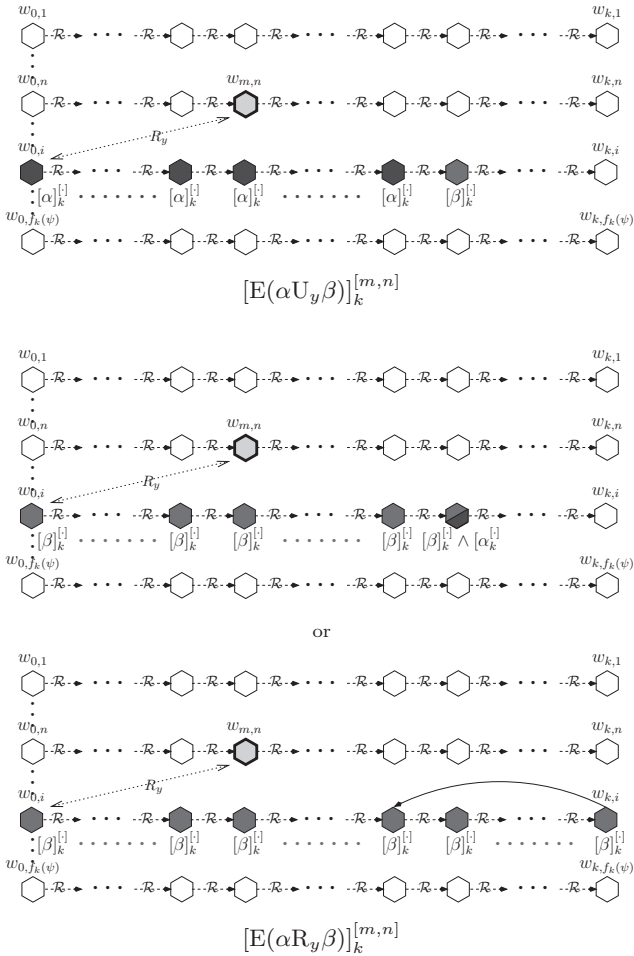 w_{0,1} w_{k,1}
R R R R R R R
w_{0,n} w_{m,n} w_{k,n}
R R R R R R R
R_y
w_{0,i} w_{k,i}
R R R R R R R
[α]_k^{[·]} [α]_k^{[·]} [α]_k^{[·]} [α]_k^{[·]} [β]_k^{[·]}
w_{0,f_k(ψ)} w_{k,f_k(ψ)}
R R R R R R R
[E(αU_yβ)]_k^{[m,n]}
w_{0,1} w_{k,1}
R R R R R R R
w_{0,n} w_{m,n} w_{k,n}
R R R R R R R
R_y
w_{0,i} w_{k,i}
R R R R R R R
[β]_k^{[·]} [β]_k^{[·]} [β]_k^{[·]} [β]_k^{[·]} [β]_k^{[·]} ∧ [α_k^{[·]}
w_{0,f_k(ψ)} w_{k,f_k(ψ)}
R R R R R R R
or
w_{0,1} w_{k,1}
R R R R R R R
w_{0,n} w_{m,n} w_{k,n}
R R R R R R R
R_y
w_{0,i} w_{k,i}
R R R R R R R
[β]_k^{[·]} [β]_k^{[·]} [β]_k^{[·]} [β]_k^{[·]} [β]_k^{[·]} [β]_k^{[·]}
w_{0,f_k(ψ)} w_{k,f_k(ψ)}
R R R R R R R
[E(αR_yβ)]_k^{[m,n]}